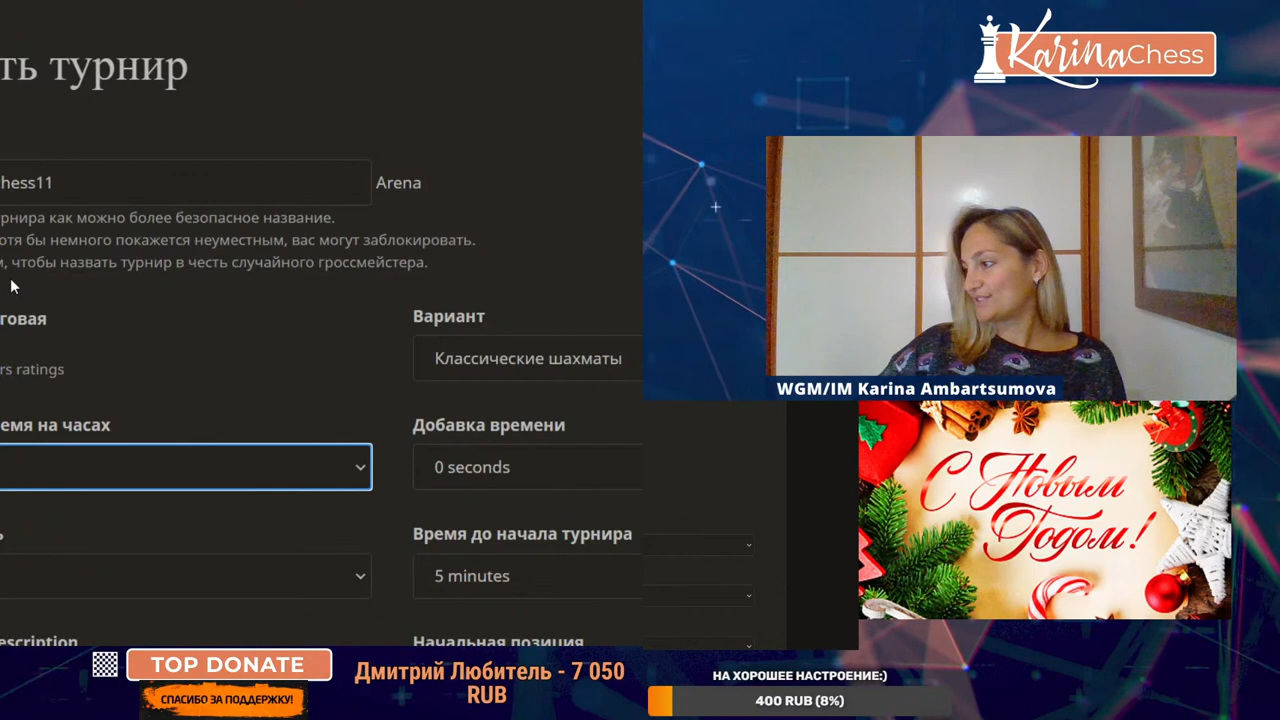 ть турнир
hess11
Arena
рнира как можно более безопасное название.
отя бы немного покажется неуместным, вас могут заблокировать.
м, чтобы назвать турнир в честь случайного гроссмейстера.
говая
Вариант
Классические шахматы
rs ratings
емя на часах
Добавка времени
0 seconds
Время до начала турнира
5 minutes
escription
Начальная позиция
KarinaChess
WGM/IM Karina Ambartsumova
С Новым
Годом!
TOP DONATE
СПАСИБО ЗА ПОДДЕРЖКУ!
Дмитрий Любитель - 7 050
RUB
НА ХОРОШЕЕ НАСТРОЕНИЕ:)
400 RUB (8%)